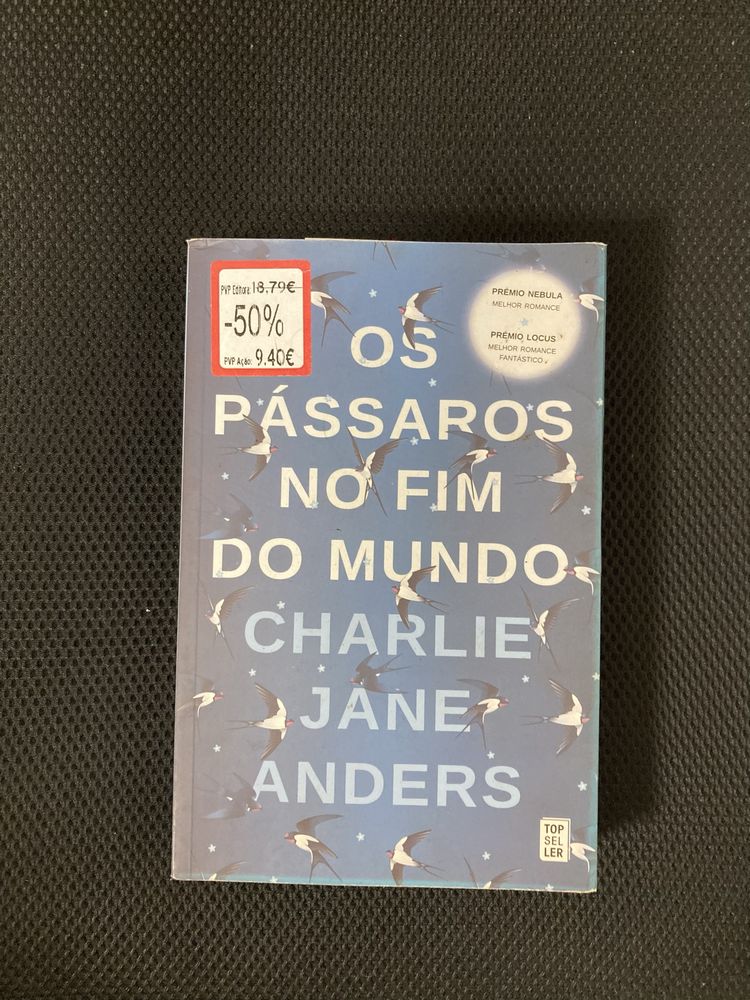 PVP Editora: 18,79€
-50%
PVP Ação: 9.40€
PRÉMIO NEBULA
MELHOR ROMANCE
PRÉMIO LOCUS
MELHOR ROMANCE
FANTÁSTICO
OS
PÁSSAROS
NO FIM
DO MUNDO
CHARLIE
JANE
ANDERS
TOP
SEL
LER